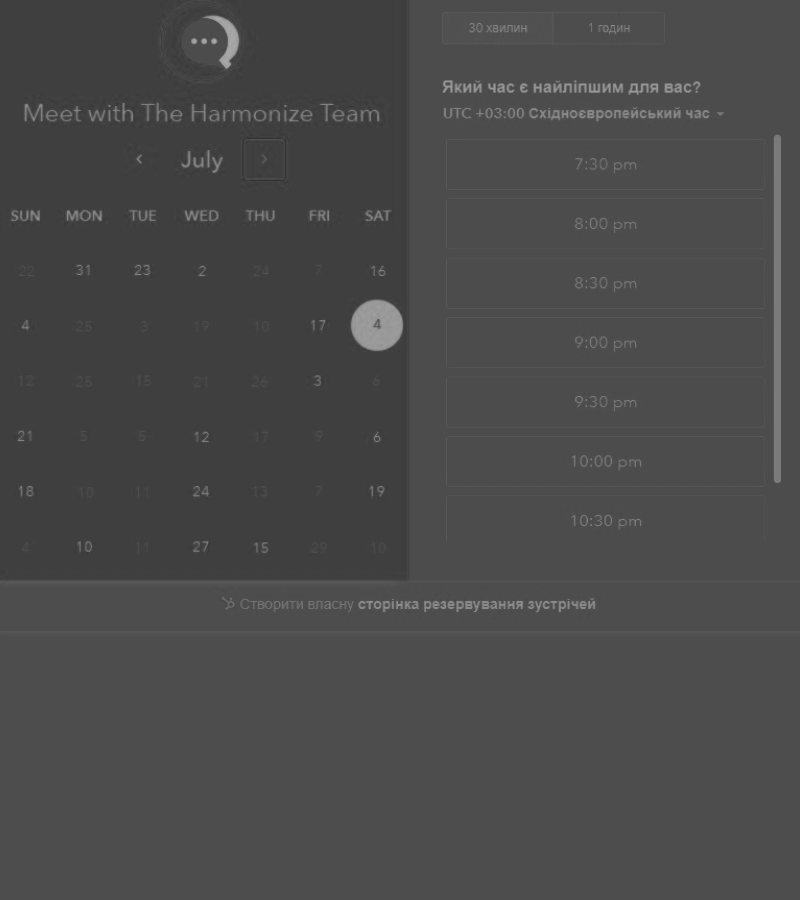 Meet with The Harmonize Team
July
SUN MON TUE WED THU FRI SAT
22 31 23 2 24 7 16
4 25 3 19 10 17 4
12 25 15 21 26 3 6
21 5 5 12 17 9 6
18 10 11 24 13 7 19
4 10 11 27 15 29 10
30 хвилин 1 годин
Який час є найліпшим для вас?
UTC +03:00 Східноєвропейський час
7:30 pm
8:00 pm
8:30 pm
9:00 pm
9:30 pm
10:00 pm
10:30 pm
Створити власну сторінка резервування зустрічей